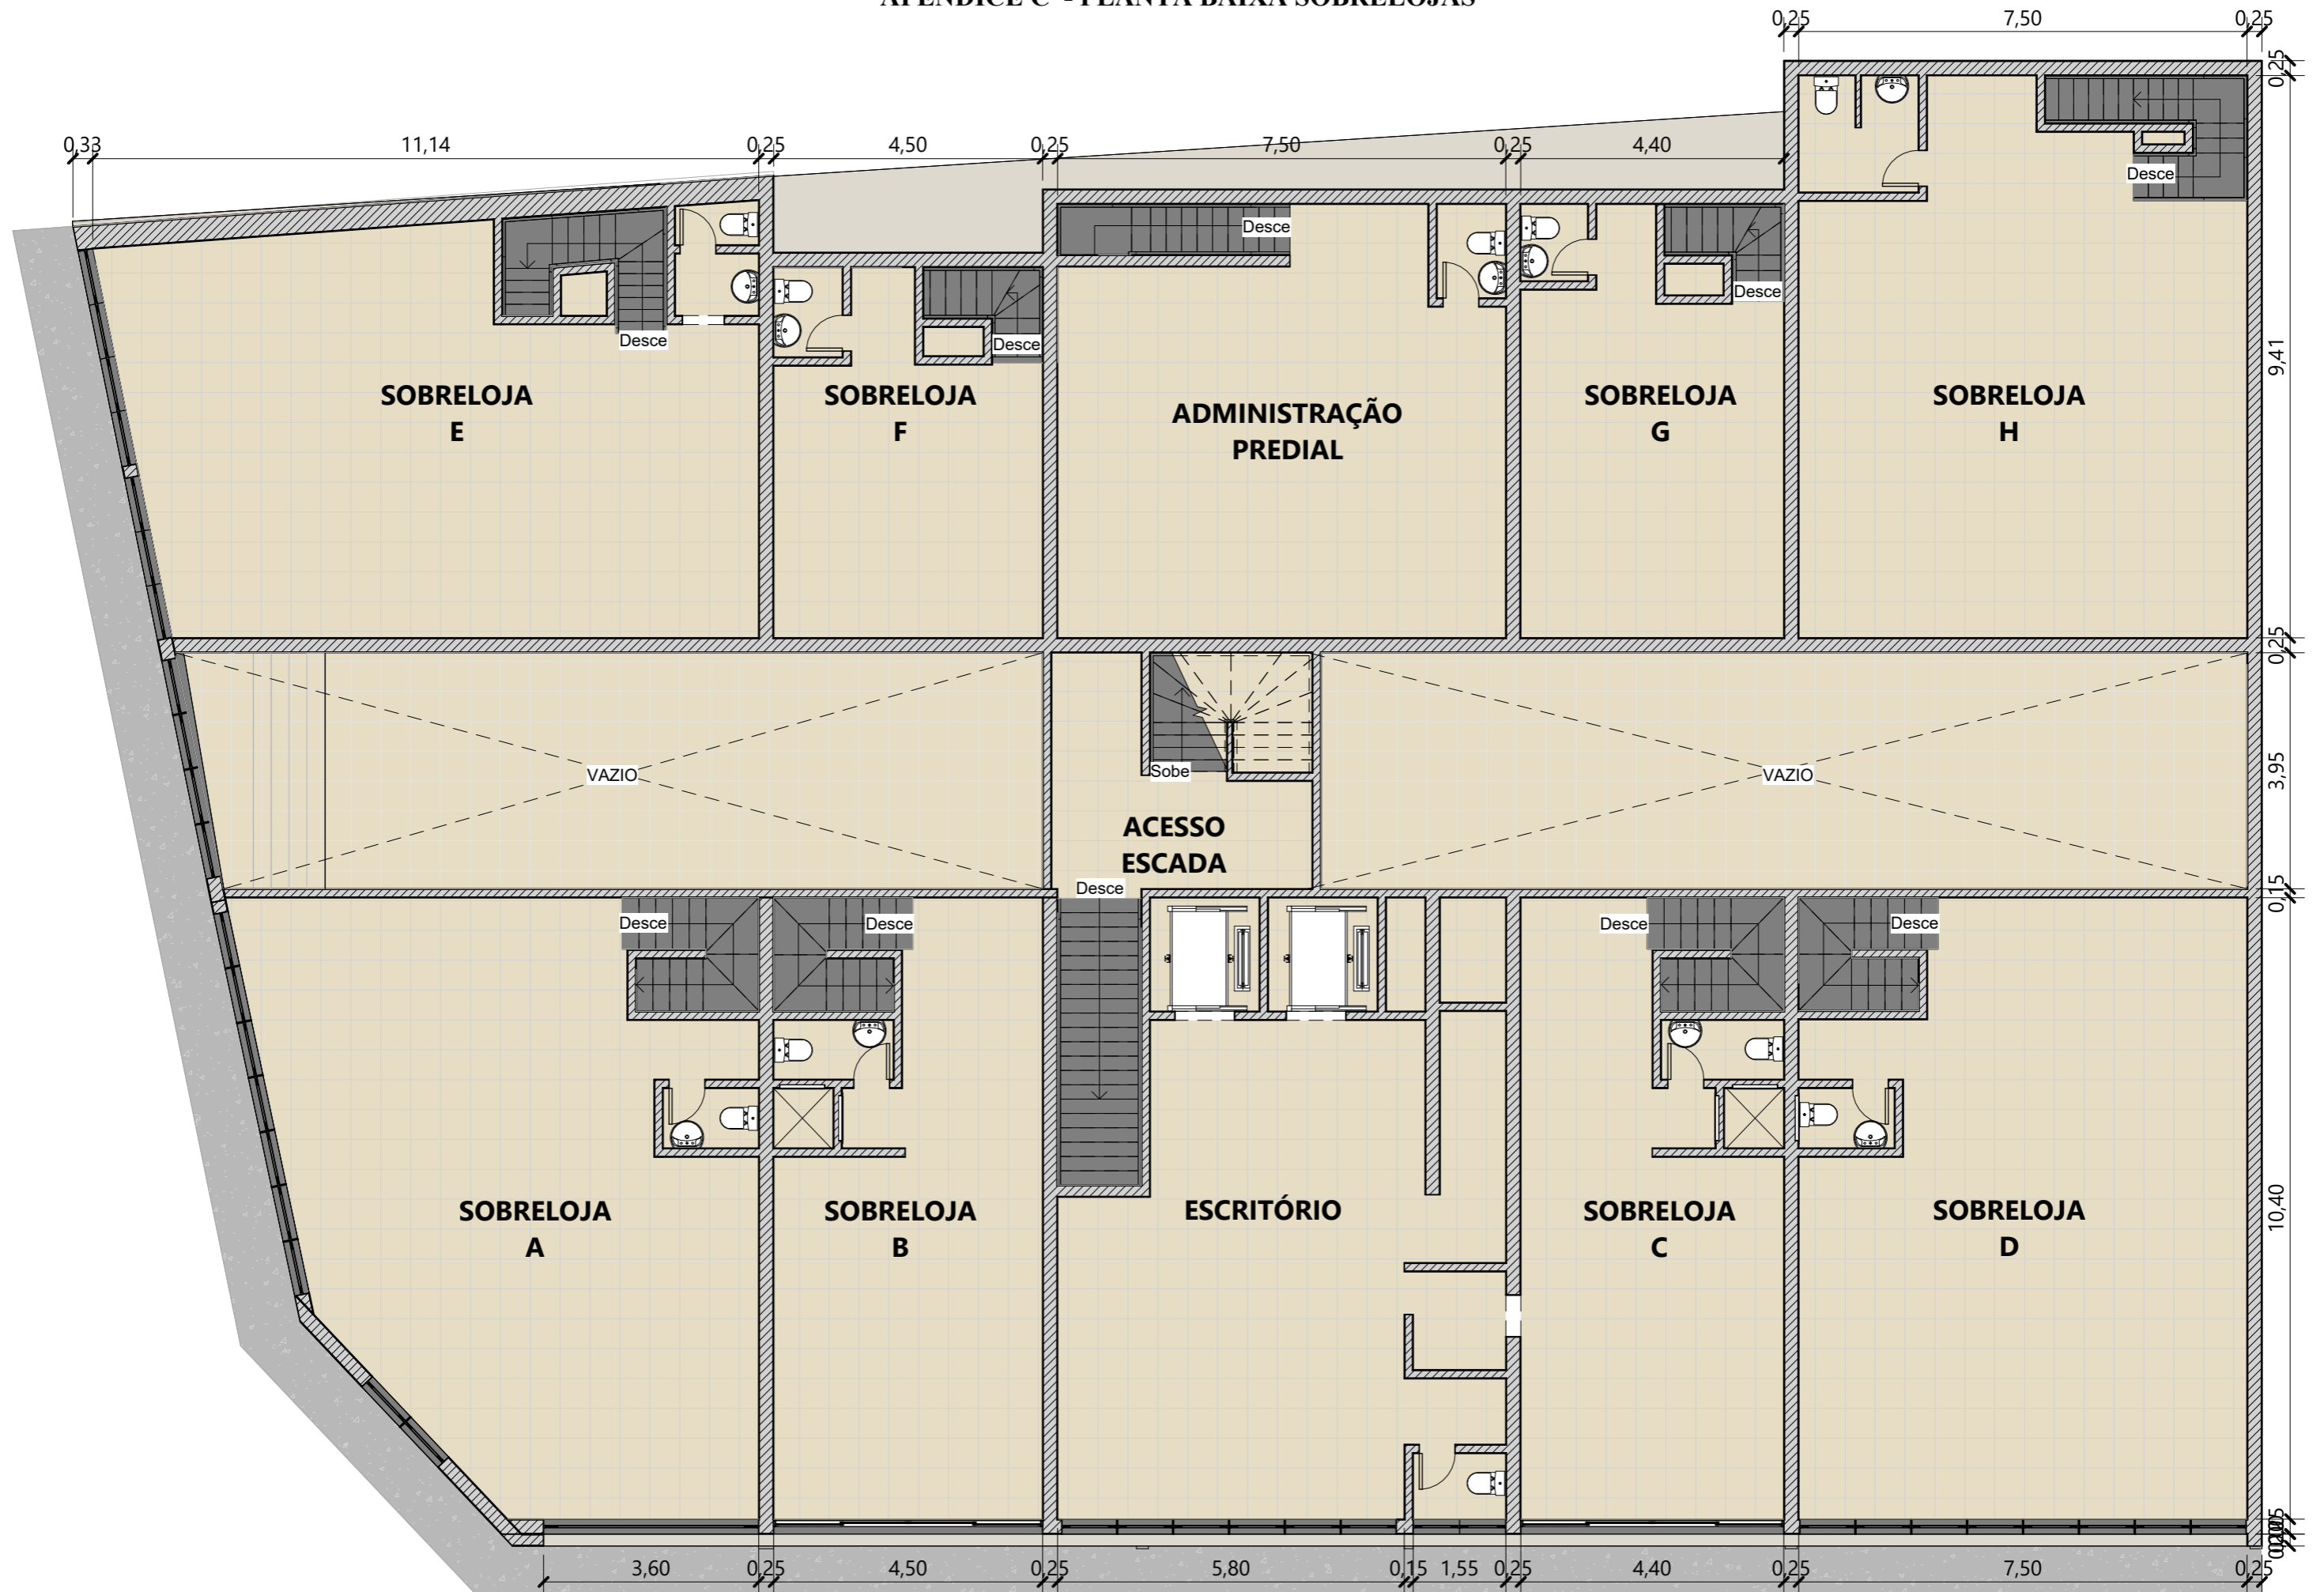 APÊNDICE C - PLANTA BAIXA SOBRELOJAS
0,25 7,50 0,25
0,33 11,14 0,25 4,50 0,25 7,50 0,25 4,40
0,25
Desce
Desce
Desce
Desce
Desce
9,41
SOBRELOJA
E
SOBRELOJA
F
ADMINISTRAÇÃO
PREDIAL
SOBRELOJA
G
SOBRELOJA
H
0,25
VAZIO
Sobe
VAZIO
3,95
ACESSO
ESCADA
Desce
0,15
Desce
Desce
Desce
Desce
SOBRELOJA
A
SOBRELOJA
B
ESCRITÓRIO
SOBRELOJA
C
SOBRELOJA
D
10,40
3,60 0,25 4,50 0,25 5,80 0,15 1,55 0,25 4,40 0,25 7,50 0,25